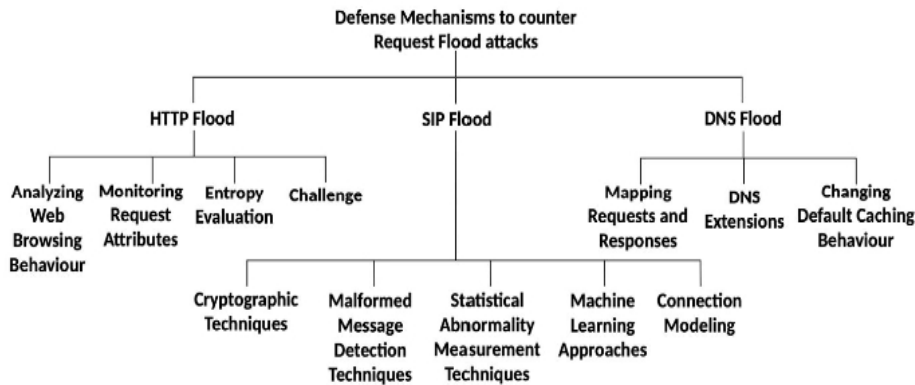 Defense Mechanisms to counter
Request Flood attacks
HTTP Flood
SIP Flood
DNS Flood
Analyzing
Web
Browsing
Behaviour
Monitoring
Request
Attributes
Entropy
Evaluation
Challenge
Mapping
Requests and
Responses
DNS
Extensions
Changing
Default Caching
Behaviour
Cryptographic
Techniques
Malformed
Message
Detection
Techniques
Statistical
Abnormality
Measurement
Techniques
Machine
Learning
Approaches
Connection
Modeling